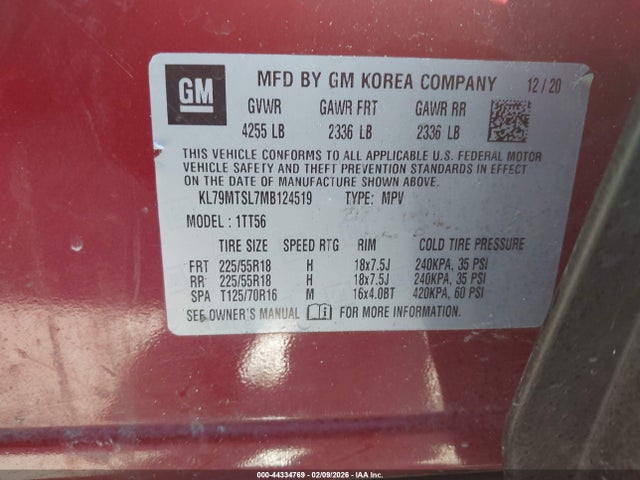 GM
MFD BY GM KOREA COMPANY 12/20
GVWR GAWR FRT GAWR RR
4255 LB 2336 LB 2336 LB
THIS VEHICLE CONFORMS TO ALL APPLICABLE U.S. FEDERAL MOTOR
VEHICLE SAFETY AND THEFT PREVENTION STANDARDS IN EFFECT
ON THE DATE OF MANUFACTURE SHOWN ABOVE.
KL79MTSL7MB124519 TYPE: MPV
MODEL : 1TT56
TIRE SIZE SPEED RTG RIM COLD TIRE PRESSURE
FRT 225/55R18 H 18x7.5J 240KPA, 35 PSI
RR 225/55R18 H 18x7.5J 240KPA, 35 PSI
SPA T125/70R16 M 16x4.0BT 420KPA, 60 PSI
SEE OWNER'S MANUAL FOR MORE INFORMATION.
000-44334769 - 02/09/2026 - IAAI.COM